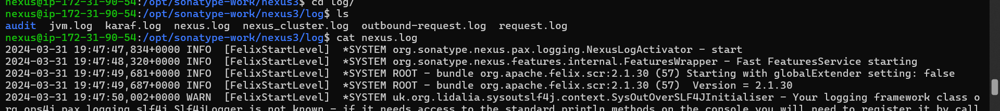 nexus@ip-172-31-90-54:/opt/sonatype-work/nexus3$ cd log/
nexus@ip-172-31-90-54:/opt/sonatype-work/nexus3/log$ ls
audit  jvm.log  karaf.log  nexus.log  nexus_cluster.log  outbound-request.log  request.log
nexus@ip-172-31-90-54:/opt/sonatype-work/nexus3/log$ cat nexus.log
2024-03-31 19:47:47,834+0000 INFO  [FelixStartLevel]  *SYSTEM org.sonatype.nexus.pax.logging.NexusLogActivator - start
2024-03-31 19:47:48,320+0000 INFO  [FelixStartLevel]  *SYSTEM org.sonatype.nexus.features.internal.FeaturesWrapper - Fast FeaturesService starting
2024-03-31 19:47:49,681+0000 INFO  [FelixStartLevel]  *SYSTEM ROOT - bundle org.apache.felix.scr:2.1.30 (57) Starting with globalExtender setting: false
2024-03-31 19:47:49,687+0000 INFO  [FelixStartLevel]  *SYSTEM ROOT - bundle org.apache.felix.scr:2.1.30 (57)  Version = 2.1.30
2024-03-31 19:47:50,002+0000 WARN  [FelixStartLevel]  *SYSTEM uk.org.lidalia.sysoutslf4j.context.SysOutOverSLF4JInitialiser - Your logging framework class o
rg.ops4j.pax.logging.slf4j.Slf4jLogger is not known - if it needs access to the standard println methods on the console you will need to register it by call